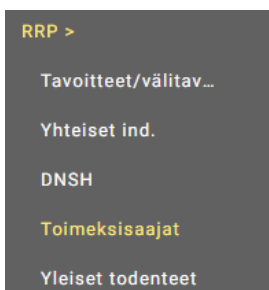 RRP >
Tavoitteet/välitav…
Yhteiset ind.
DNSH
Toimeksisaajat
Yleiset todenteet